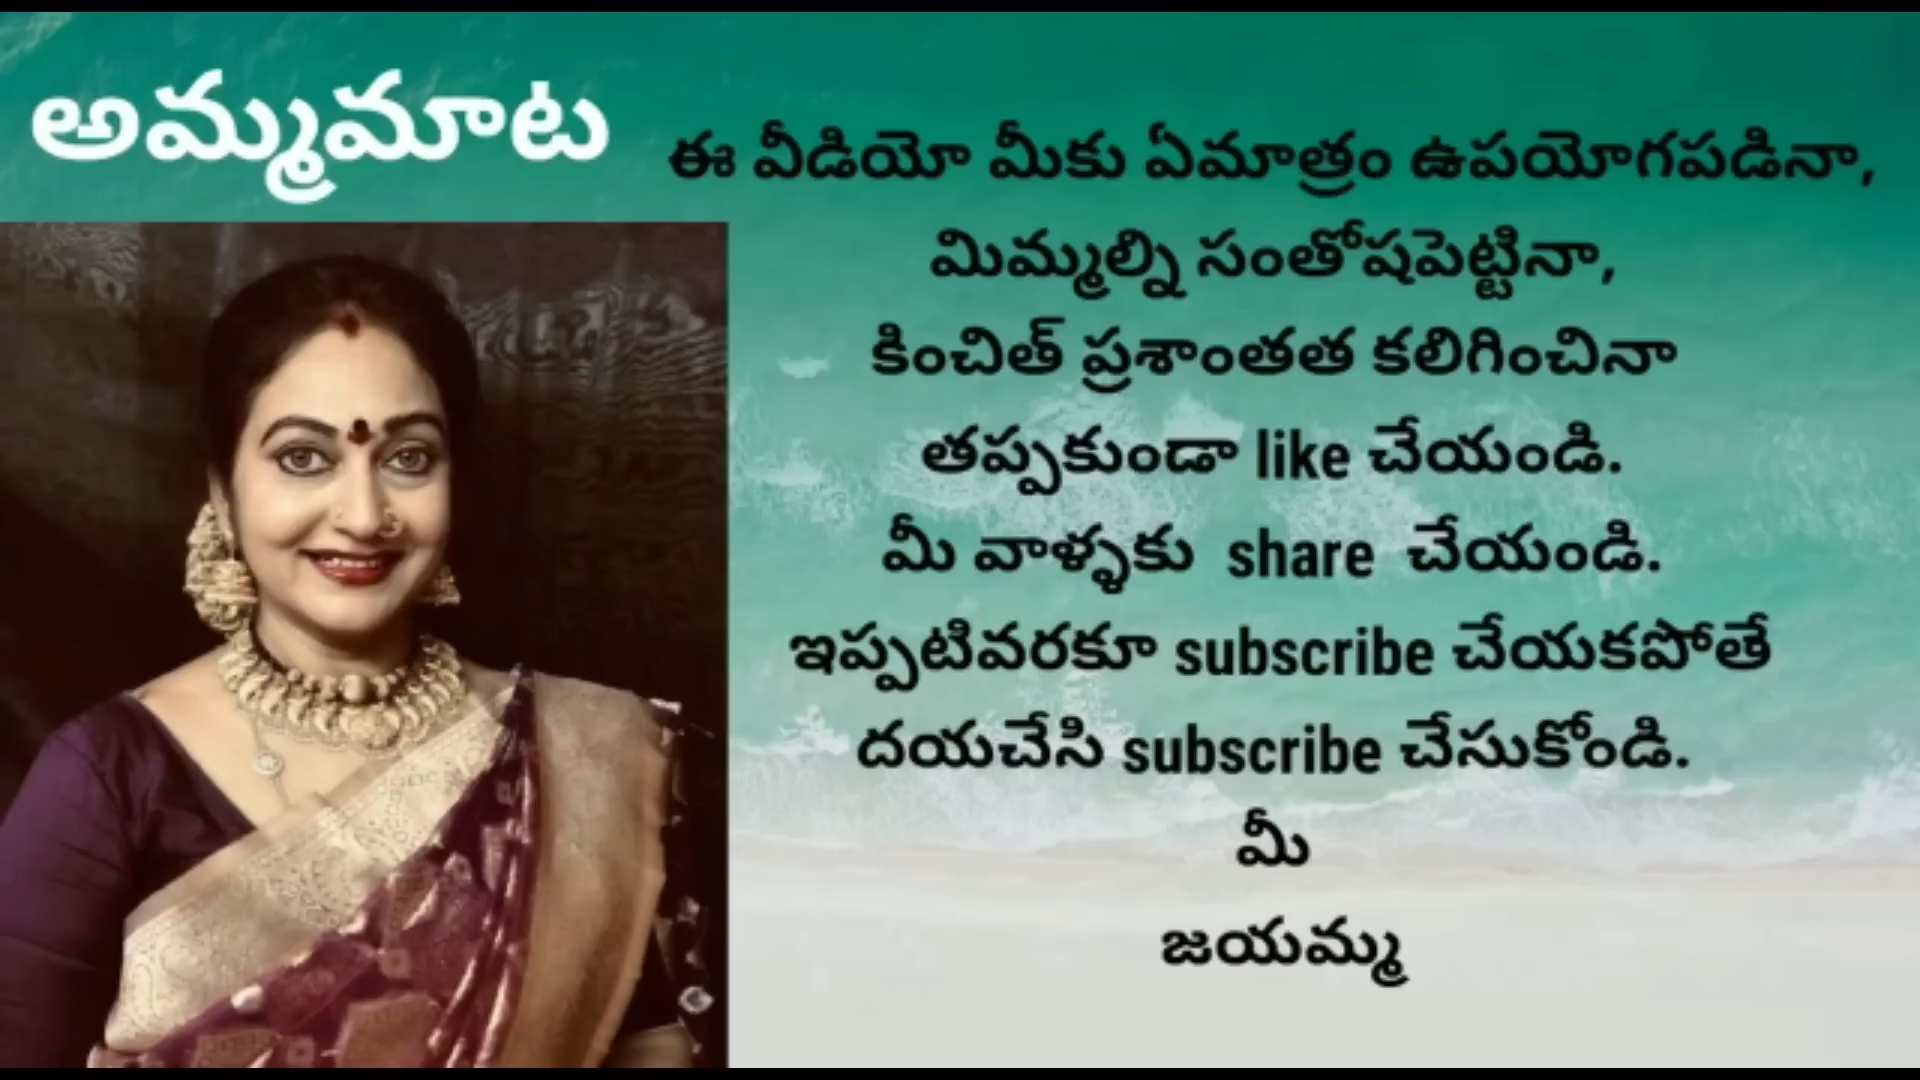 అమ్మమాట
ఈ వీడియో మీకు ఏమాత్రం ఉపయోగపడినా,
మిమ్మల్ని సంతోషపెట్టినా,
కించిత్ ప్రశాంతత కలిగించినా
తప్పకుండా like చేయండి.
మీ వాళ్ళకు share చేయండి.
ఇప్పటివరకూ subscribe చేయకపోతే
దయచేసి subscribe చేసుకోండి.
మీ
జయమ్మ